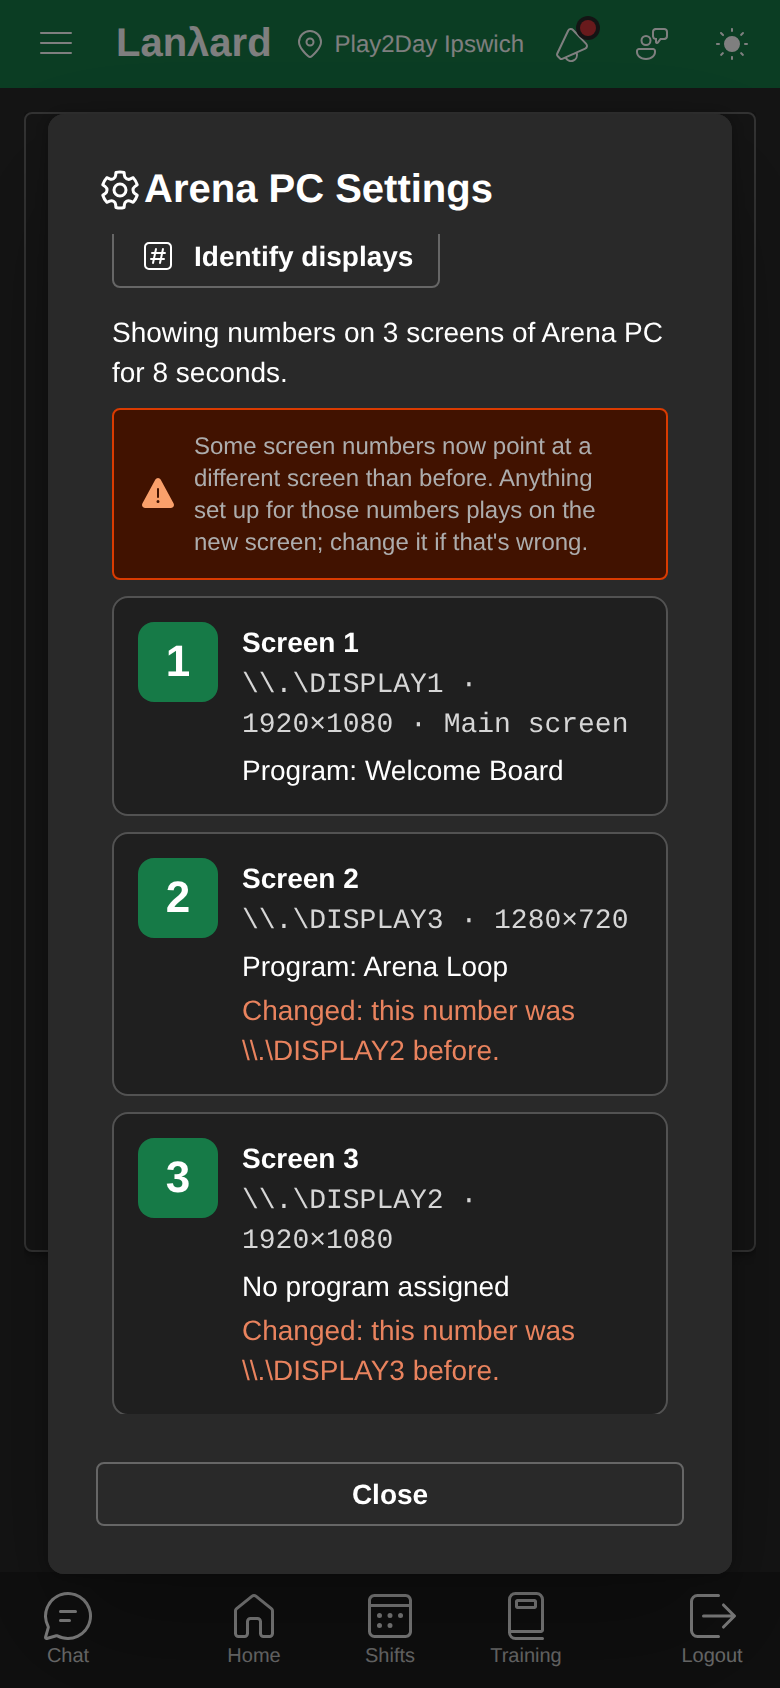 Lanλard
Play2Day Ipswich
Arena PC Settings
Identify displays
Showing numbers on 3 screens of Arena PC
for 8 seconds.
Some screen numbers now point at a
different screen than before. Anything
set up for those numbers plays on the
new screen; change it if that's wrong.
1
Screen 1
\\.\DISPLAY1 ·
1920×1080 · Main screen
Program: Welcome Board
2
Screen 2
\\.\DISPLAY3 · 1280×720
Program: Arena Loop
Changed: this number was
\\.\DISPLAY2 before.
3
Screen 3
\\.\DISPLAY2 ·
1920×1080
No program assigned
Changed: this number was
\\.\DISPLAY3 before.
Close
Chat
Home
Shifts
Training
Logout